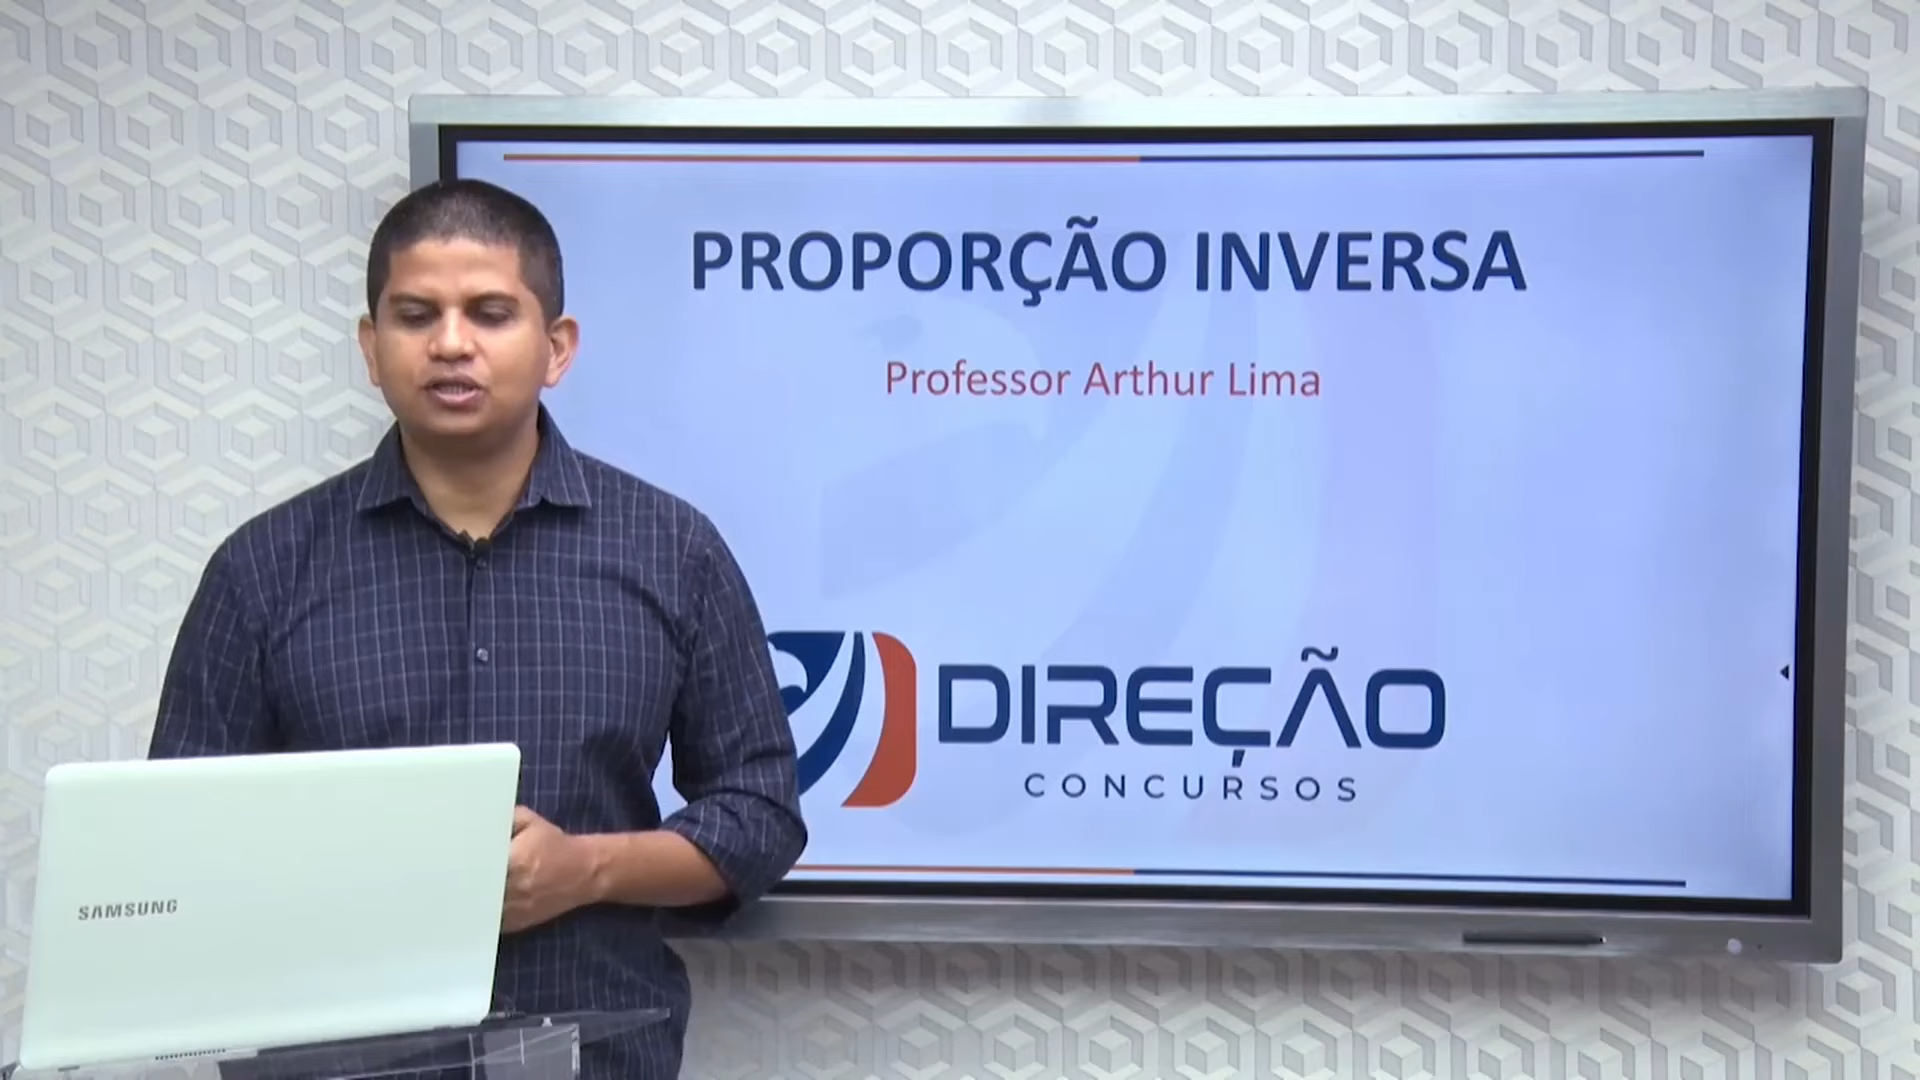 PROPORÇÃO INVERSA
Professor Arthur Lima
DIREÇÃO
CONCURSOS
SAMSUNG